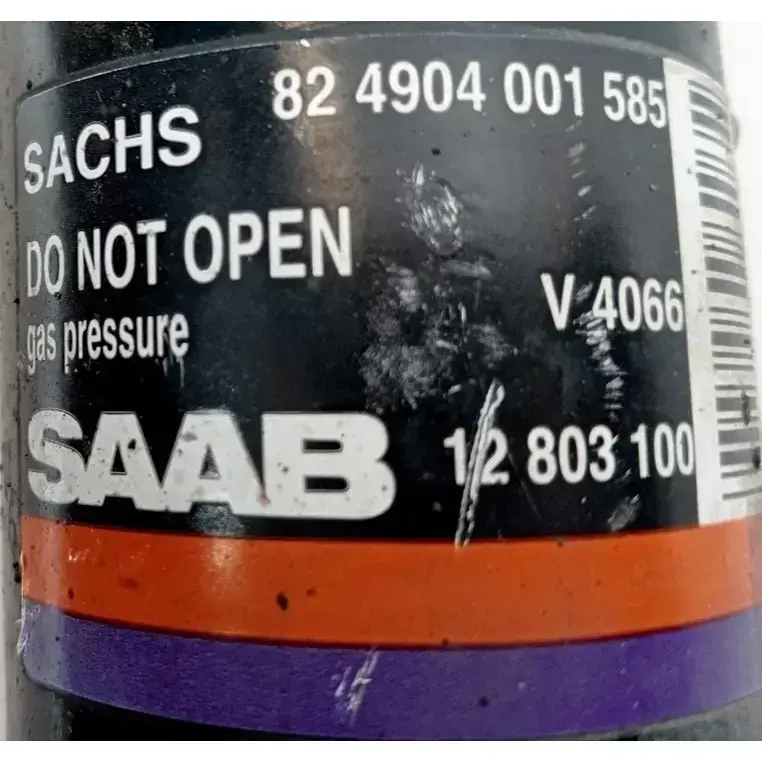 82 4904 001 585
SACHS
DO NOT OPEN
gas pressure
V 4066
SAAB
12 803 100